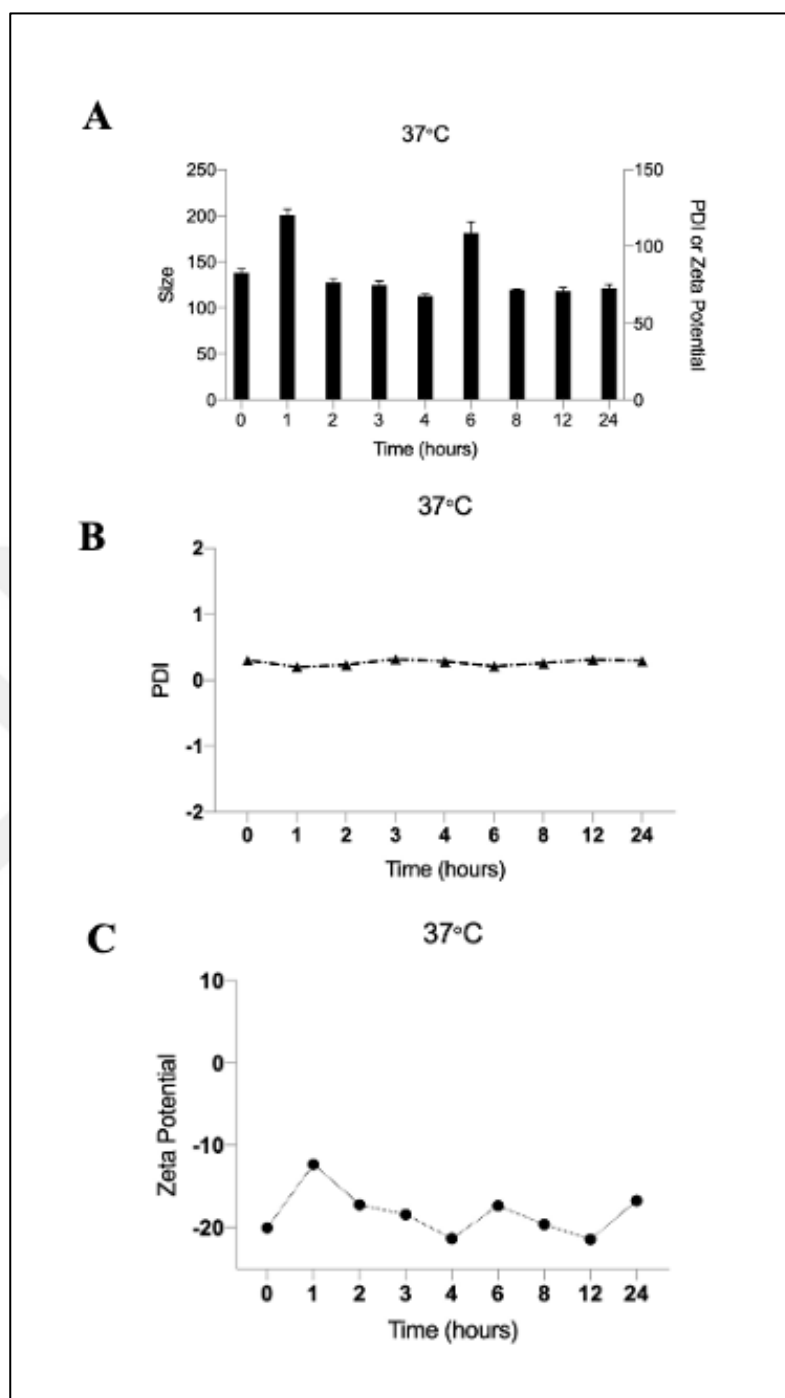 A
37°C
250
200
150
100
50
0
Size
150
100
50
0
PDI or Zeta Potential
0 1 2 3 4 6 8 12 24
Time (hours)
37°C
B
2
1
0
-1
-2
PDI
0 1 2 3 4 6 8 12 24
Time (hours)
C
37°C
10
0
-10
-20
Zeta Potential
0 1 2 3 4 6 8 12 24
Time (hours)